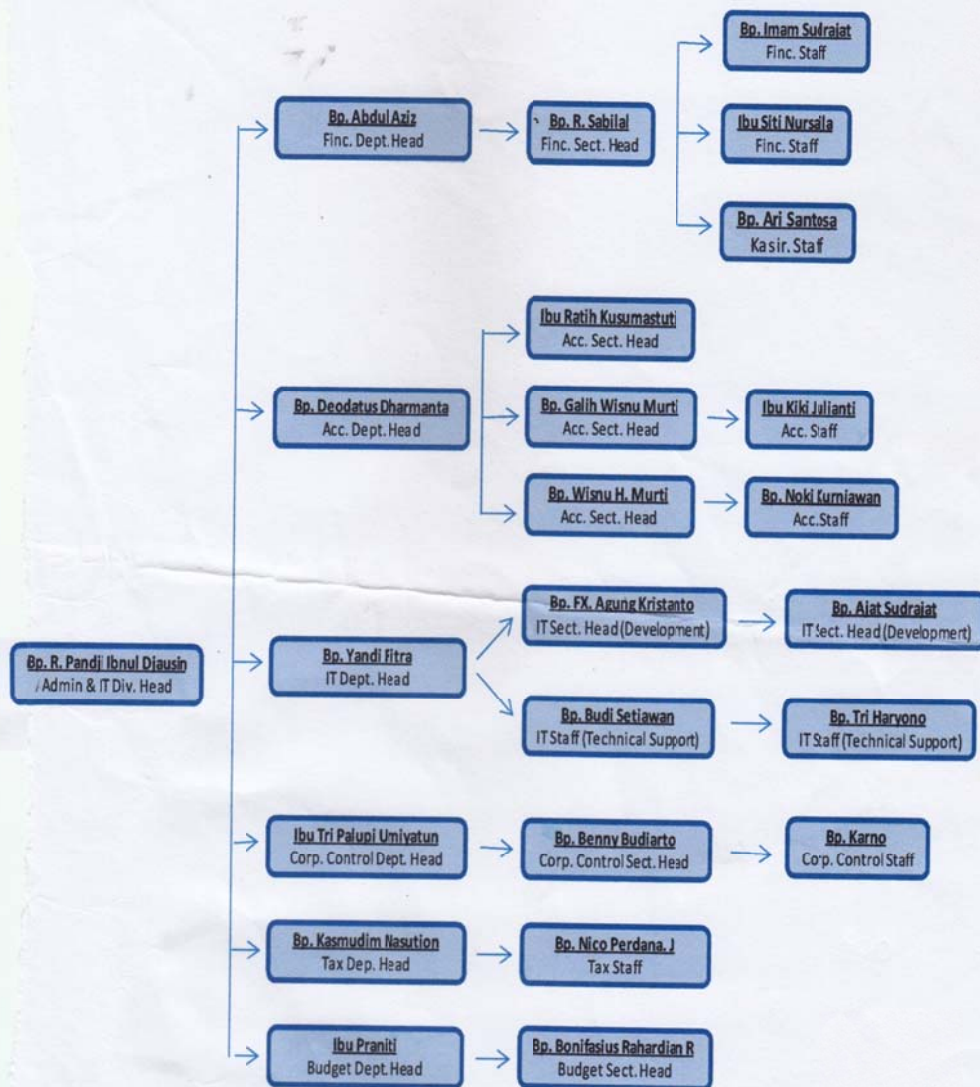 Bp. Imam Sudrajat
Finc. Staff
Bp. Abdul Aziz
Finc. Dept. Head
Bp. R. Sabilal
Finc. Sect. Head
Ibu Siti Nursala
Finc. Staff
Bp. Ari Santosa
Kasir. Staff
Ibu Ratih Kusumastuti
Acc. Sect. Head
Bp. Deodatus Dharmanta
Acc. Dept. Head
Bp. Galih Wisnu Murti
Acc. Sect. Head
Ibu Kiki Julianti
Acc. Staff
Bp. Wisnu H. Murti
Acc. Sect. Head
Bp. Noki Kurniawan
Acc.Staff
Bp. FX. Agung Kristanto
IT Sect. Head (Development)
Bp. Ajat Sudrajat
IT Sect. Head (Development)
Bp. R. Pandji Ibnul Djausin
Admin & IT Div. Head
Bp. Yandi Fitra
IT Dept. Head
Bp. Budi Setiawan
IT Staff (Technical Support)
Bp. Tri Haryono
IT Staff (Technical Support)
Ibu Tri Palupi Umiyatun
Corp. Control Dept. Head
Bp. Benny Budiarto
Corp. Control Sect. Head
Bp. Karno
Corp. Control Staff
Bp. Kasmudim Nasution
Tax Dep. Head
Bp. Nico Perdana. J
Tax Staff
Ibu Praniti
Budget Dept. Head
Bp. Bonifasius Rahardian R
Budget Sect. Head